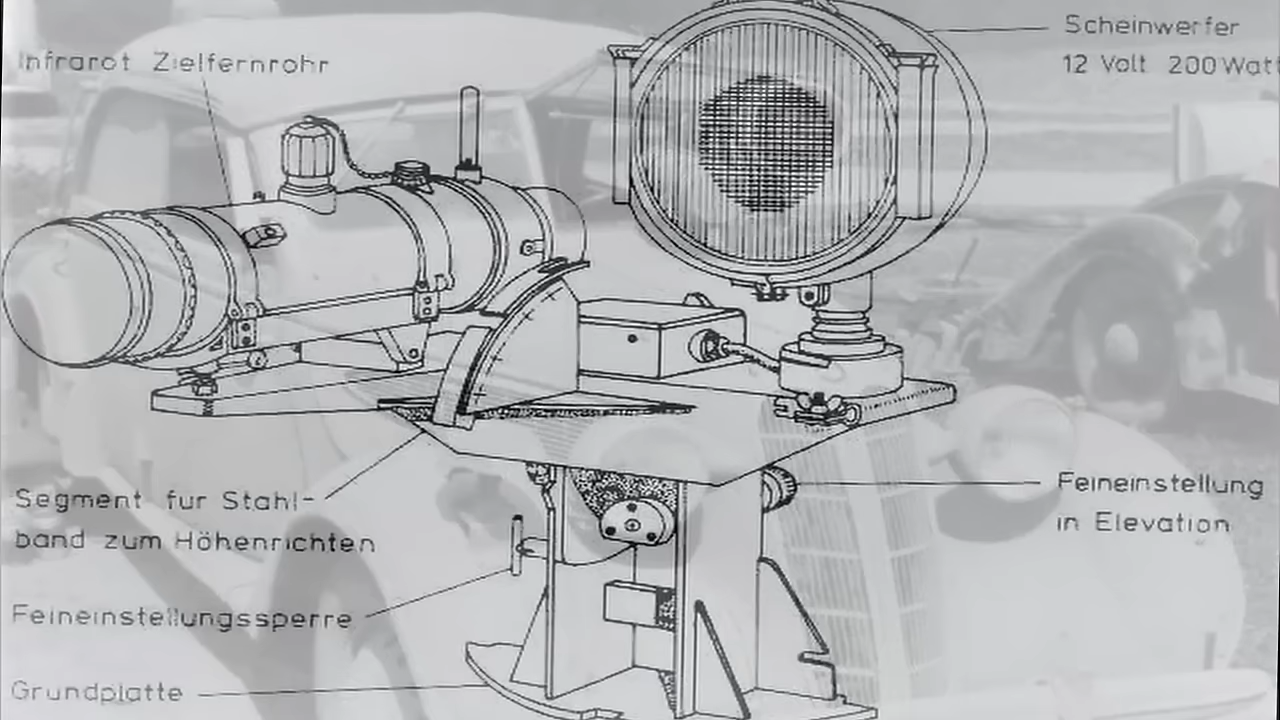 Infrarot Zielfernrohr
Scheinwerfer
12 Volt 200 Watt
Segment fur Stahl-
band zum Höhenrichten
Feineinstellungssperre
Grundplatte
Feineinstellung
in Elevation